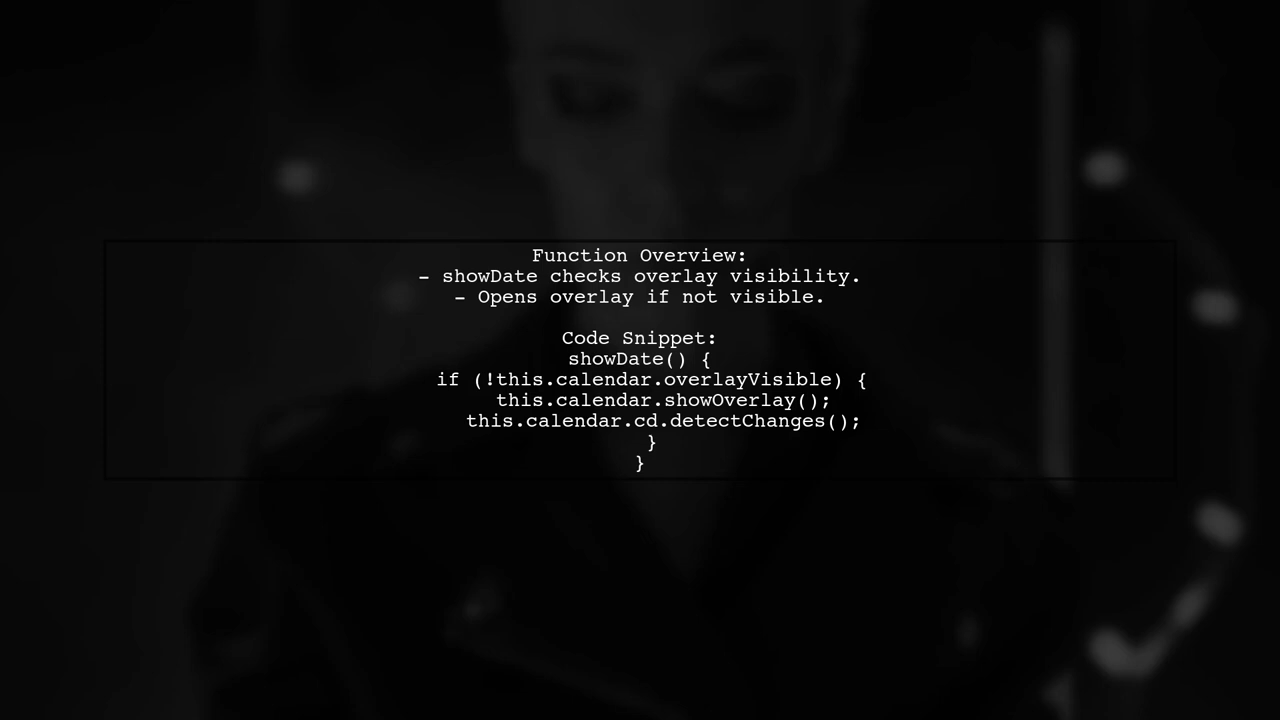 Function Overview:
- showDate checks overlay visibility.
- Opens overlay if not visible.
Code Snippet:
showDate() {
if (!this.calendar.overlayVisible) {
this.calendar.showOverlay();
this.calendar.cd.detectChanges();
}
}